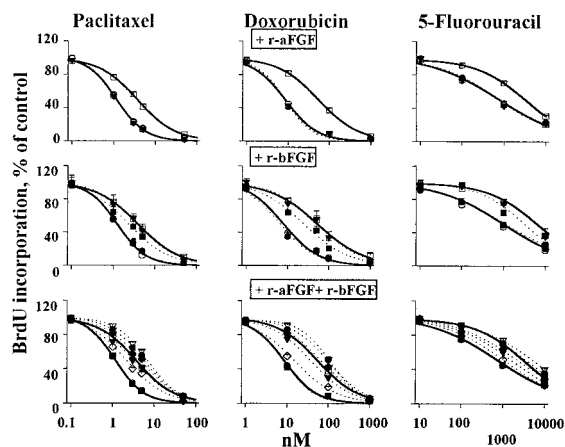 Paclitaxel Doxorubicin 5-Fluorouracil
BrdU incorporation, % of control
120
80
40
0
+ r-aFGF
120
80
40
0
+ r-bFGF
120
80
40
0
+ r-aFGF+ r-bFGF
0.1 1 10 100
1 10 100 1000
10 100 1000 10000
nM